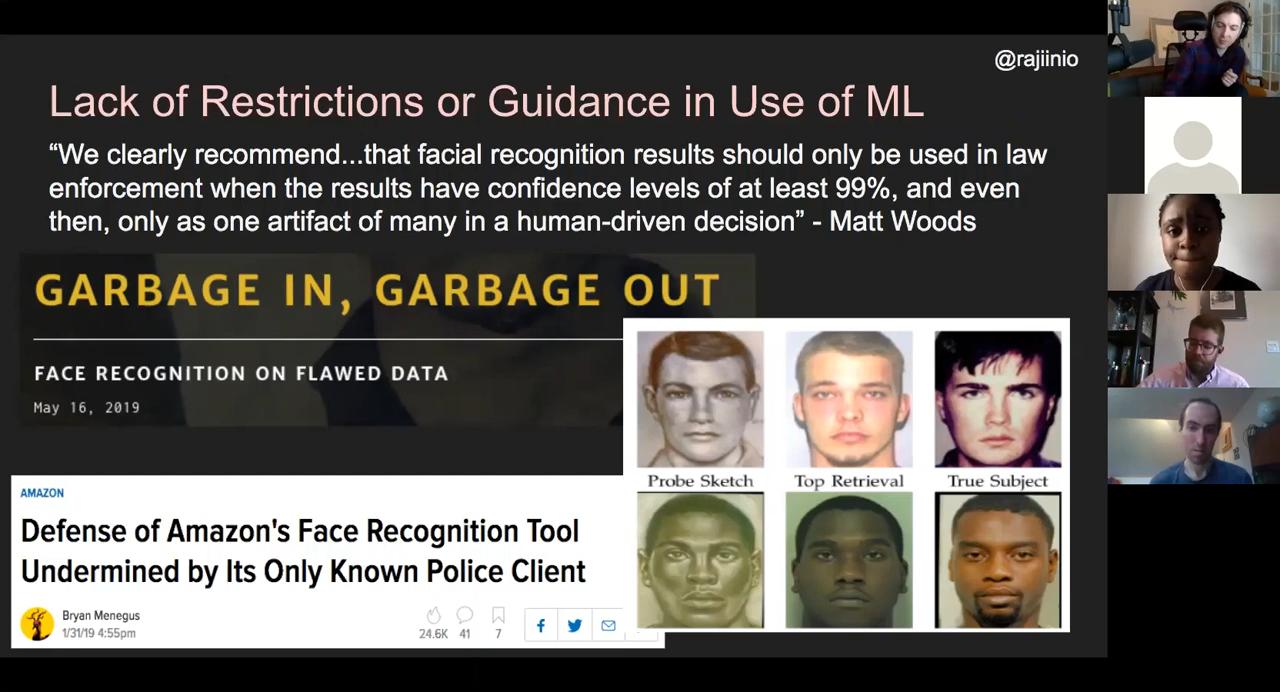 @rajiinio
Lack of Restrictions or Guidance in Use of ML
“We clearly recommend...that facial recognition results should only be used in law
enforcement when the results have confidence levels of at least 99%, and even
then, only as one artifact of many in a human-driven decision” - Matt Woods
GARBAGE IN, GARBAGE OUT
FACE RECOGNITION ON FLAWED DATA
May 16, 2019
Probe Sketch
Top Retrieval
True Subject
AMAZON
Defense of Amazon's Face Recognition Tool
Undermined by Its Only Known Police Client
Bryan Menegus
1/31/19 4:55pm
24.6K
41
7